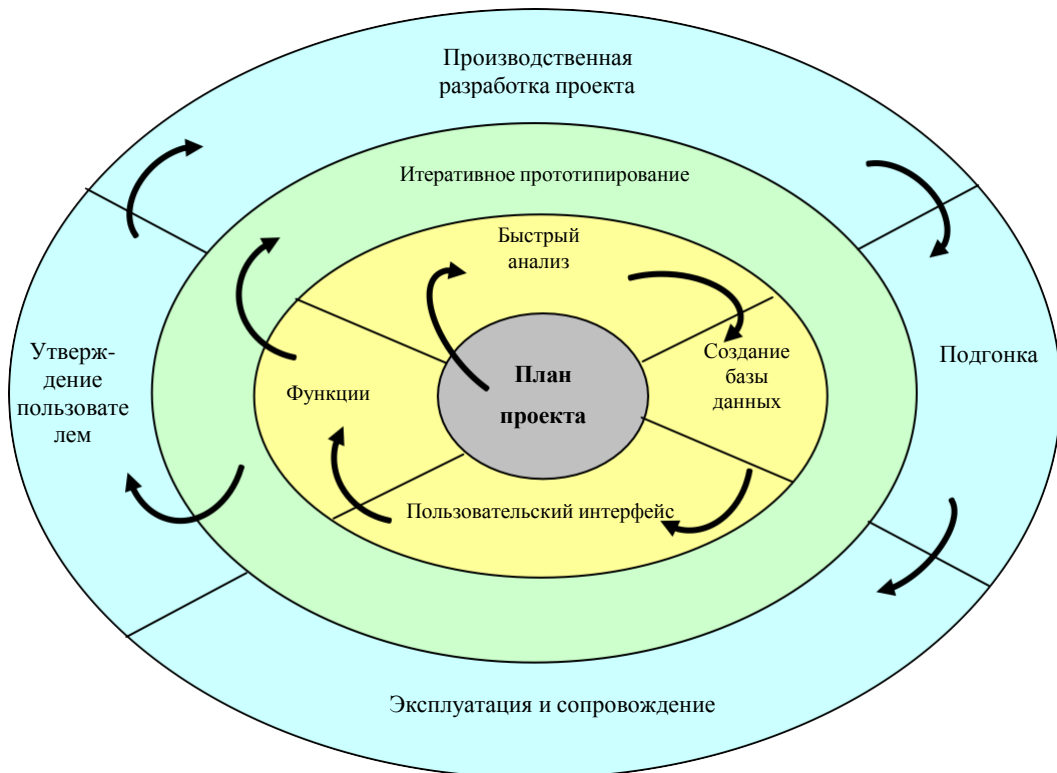 Производственная
разработка проекта
Итеративное прототипирование
Быстрый
анализ
Утверж-
дение
пользовате
лем
Функции
План
проекта
Создание
базы
данных
Подгонка
Пользовательский интерфейс
Эксплуатация и сопровождение